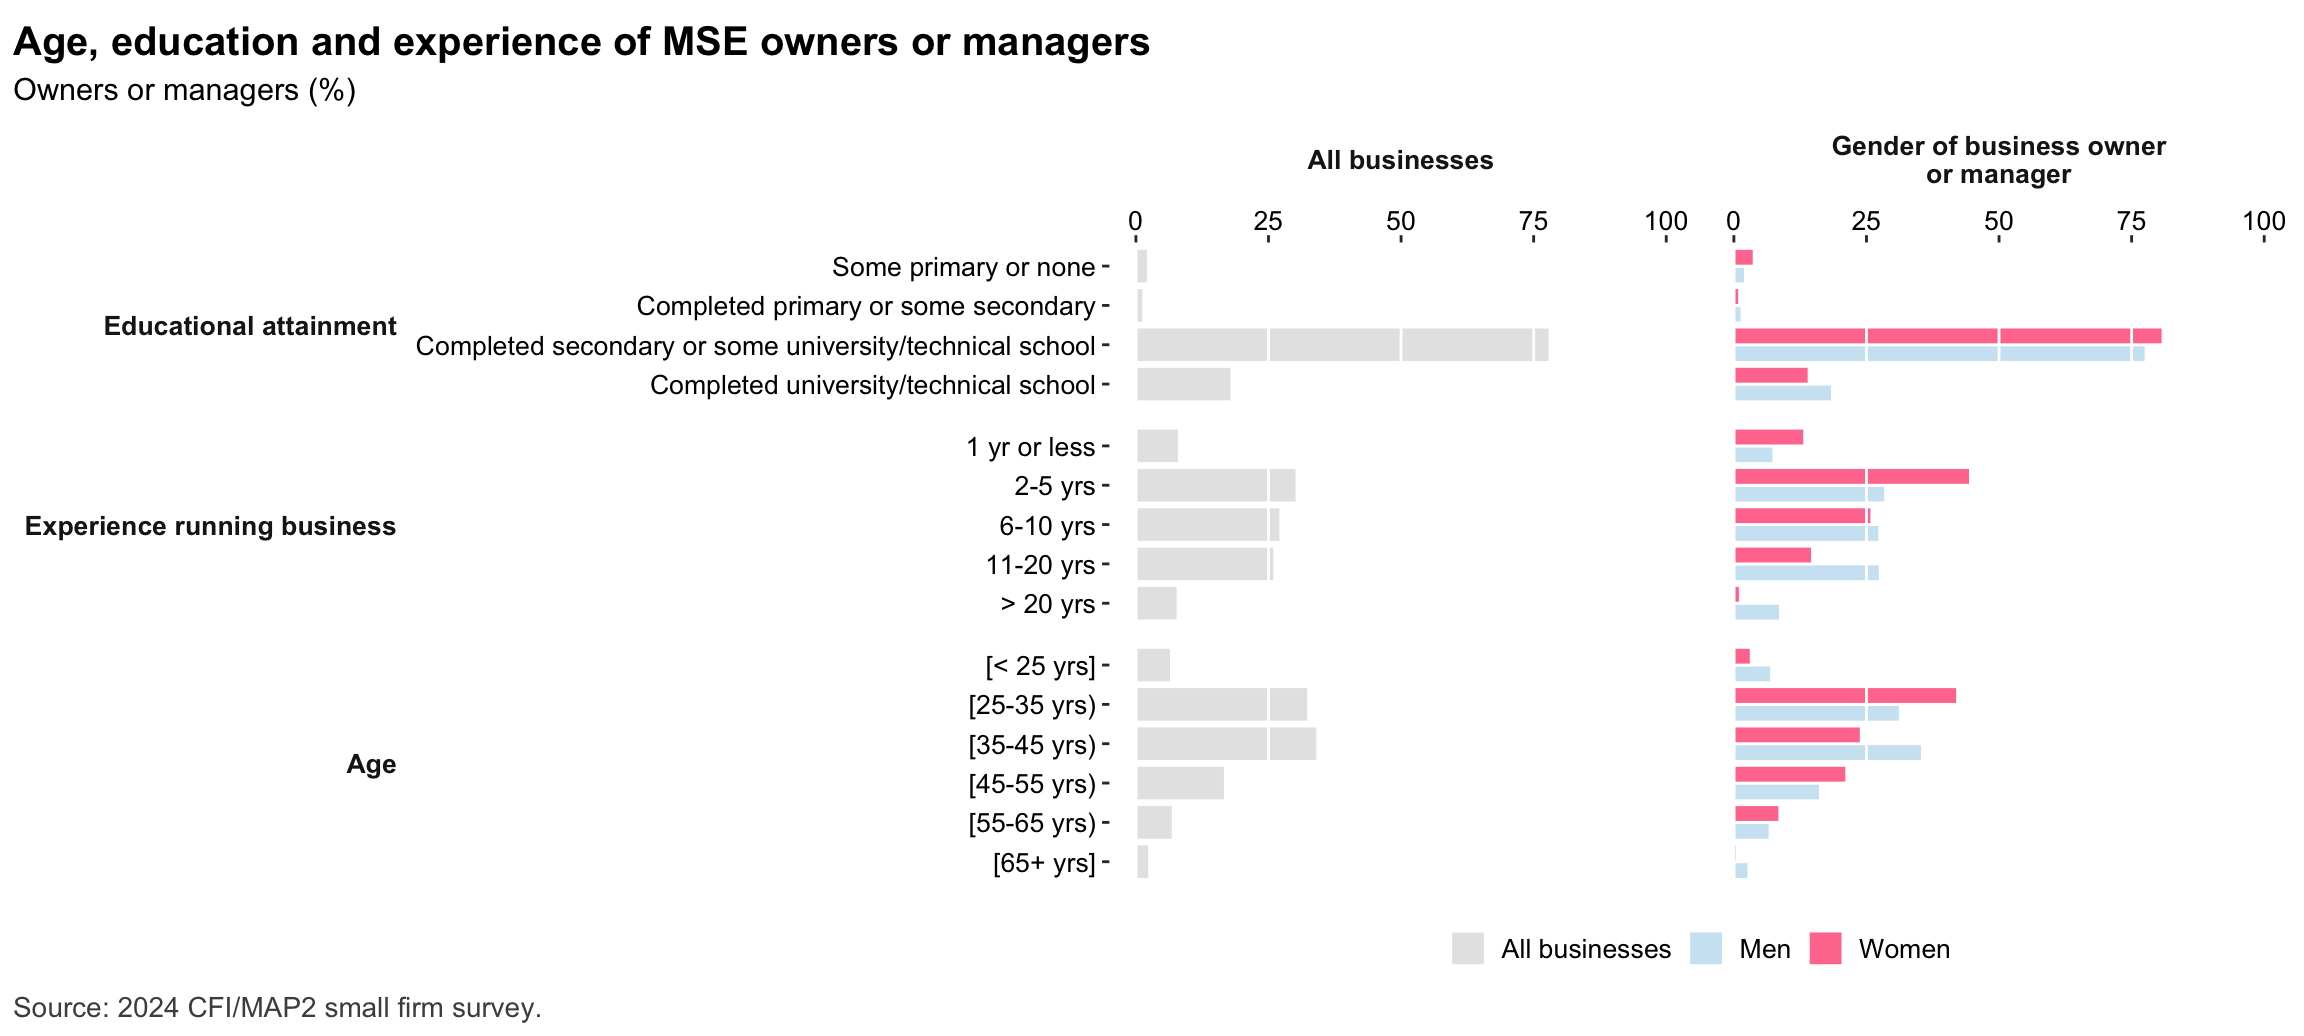 Age, education and experience of MSE owners or managers
Owners or managers (%)
All businesses
Gender of business owner
or manager
0 25 50 75 100
0 25 50 75 100
Educational attainment
Some primary or none
Completed primary or some secondary
Completed secondary or some university/technical school
Completed university/technical school
Experience running business
1 yr or less
2-5 yrs
6-10 yrs
11-20 yrs
> 20 yrs
Age
[< 25 yrs]
[25-35 yrs)
[35-45 yrs)
[45-55 yrs)
[55-65 yrs)
[65+ yrs]
All businesses Men Women
Source: 2024 CFI/MAP2 small firm survey.